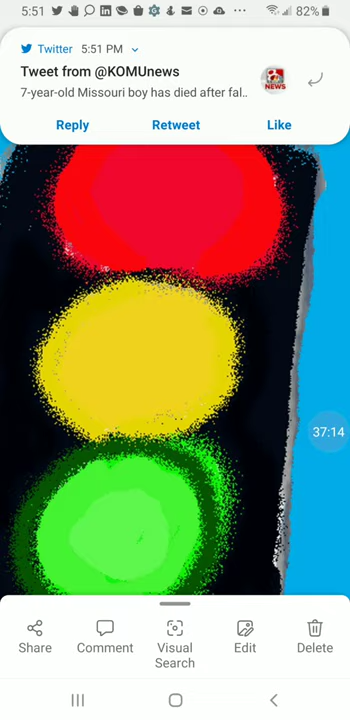 5:51 82%
Twitter 5:51 PM
Tweet from @KOMUnews
7-year-old Missouri boy has died after fal..
NEWS
Reply Retweet Like
37:14
Share Comment Visual Search Edit Delete